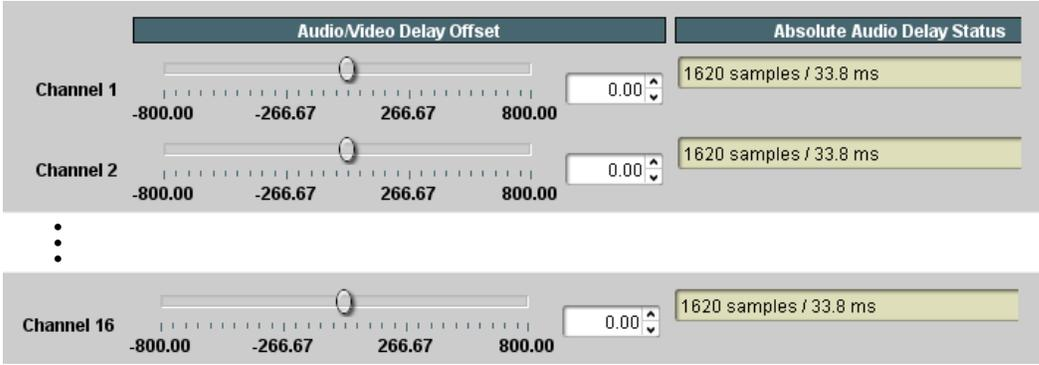 Audio/Video Delay Offset Absolute Audio Delay Status
Channel 1 0.00 1620 samples / 33.8 ms
-800.00 -266.67 266.67 800.00
Channel 2 0.00 1620 samples / 33.8 ms
-800.00 -266.67 266.67 800.00
Channel 16 0.00 1620 samples / 33.8 ms
-800.00 -266.67 266.67 800.00